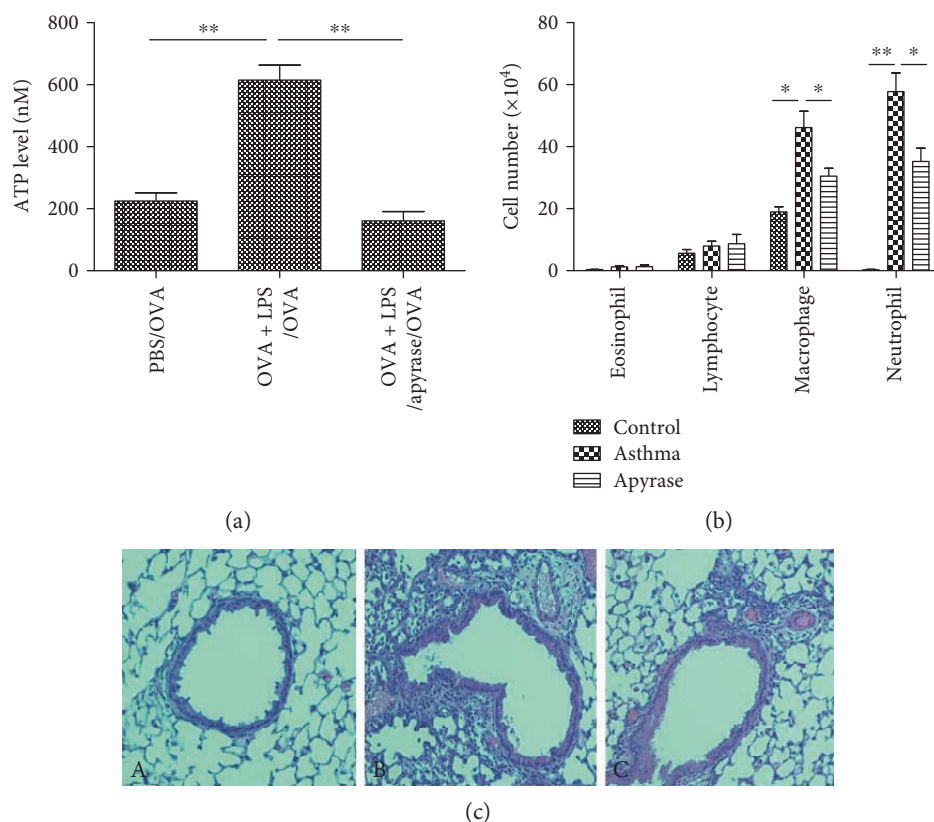 800
600
400
200
0
ATP level (nM)
**
**
PBS/OVA
OVA + LPS
/OVA
OVA + LPS
/apyrase/OVA
(a)
80
60
40
20
0
Cell number (×10⁴)
*
*
**
*
Eosinophil
Lymphocyte
Macrophage
Neutrophil
Control
Asthma
Apyrase
(b)
A
B
C
(c)